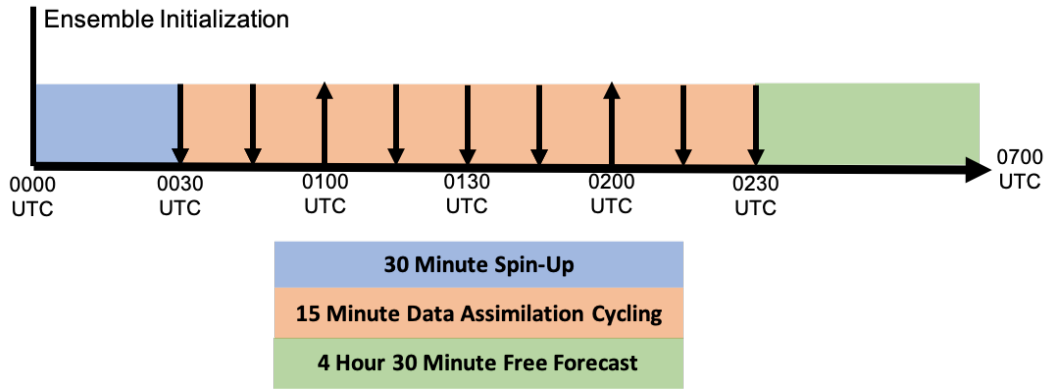 Ensemble Initialization
0000
UTC
0030
UTC
0100
UTC
0130
UTC
0200
UTC
0230
UTC
0700
UTC
30 Minute Spin-Up
15 Minute Data Assimilation Cycling
4 Hour 30 Minute Free Forecast